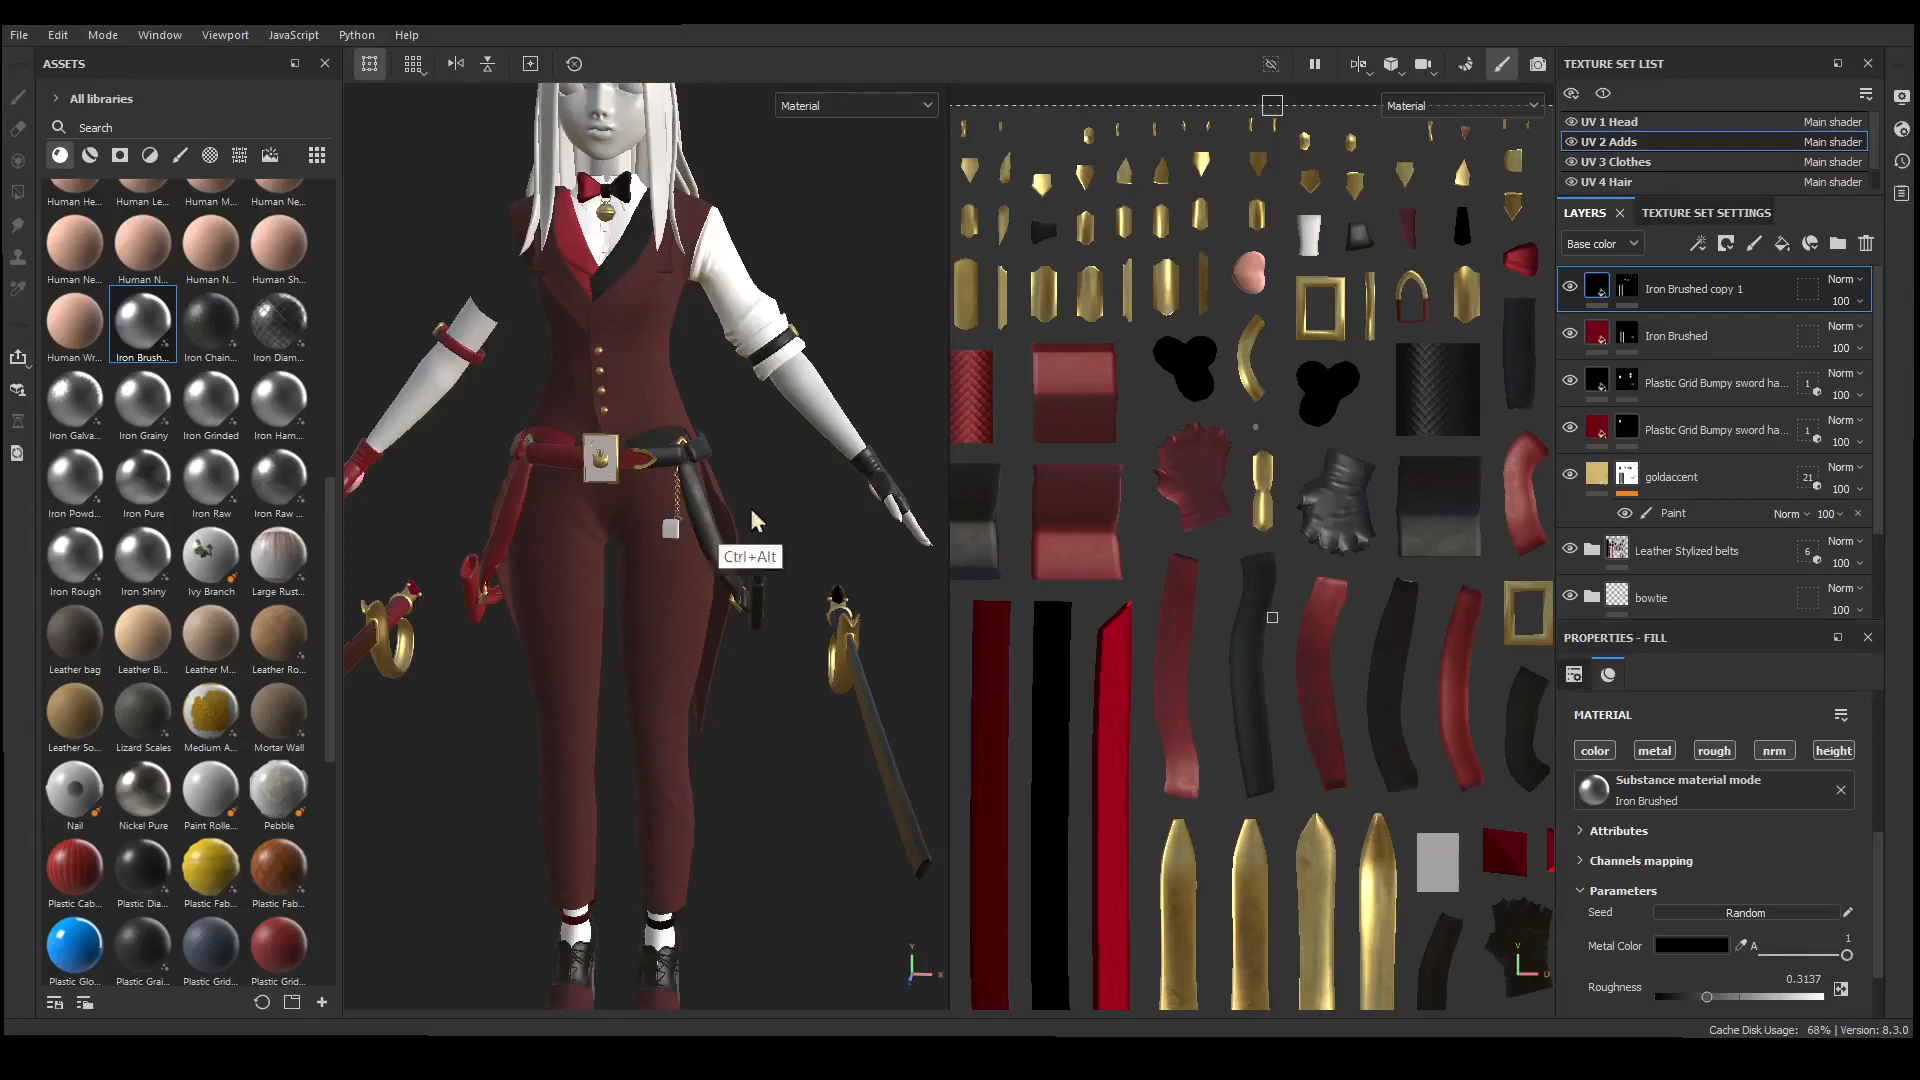 File Edit Mode Window Viewport JavaScript Python Help
ASSETS
All libraries
Search
Human He... Human Le... Human M... Human Ne...
Human Ne... Human N... Human N... Human Sh...
Human Wr... Iron Brush... Iron Chain... Iron Diam...
Iron Galva... Iron Grainy Iron Grinded Iron Ham...
Iron Powd... Iron Pure Iron Raw Iron Raw ...
Iron Rough Iron Shiny Ivy Branch Large Rust...
Leather bag Leather Bi... Leather M... Leather Ro...
Leather So... Lizard Scales Medium A... Mortar Wall
Nail Nickel Pure Paint Rolle... Pebble
Plastic Cab... Plastic Dia... Plastic Fab... Plastic Fab...
Plastic Glo... Plastic Grai... Plastic Grid... Plastic Grid...
Material
Ctrl+Alt
Y
X
Material
V
U
TEXTURE SET LIST
UV 1 Head Main shader
UV 2 Adds Main shader
UV 3 Clothes Main shader
UV 4 Hair Main shader
LAYERS TEXTURE SET SETTINGS
Base color
Iron Brushed copy 1 Norm
100
Iron Brushed Norm
100
Plastic Grid Bumpy sword ha... 1 Norm
100
Plastic Grid Bumpy sword ha... 1 Norm
100
goldaccent 21 Norm
100
Paint Norm 100
Leather Stylized belts 6 Norm
100
bowtie Norm
100
PROPERTIES - FILL
MATERIAL
color metal rough nrm height
Substance material mode
Iron Brushed
Attributes
Channels mapping
Parameters
Seed Random
Metal Color A 1
Roughness 0.3137
Cache Disk Usage: 68% | Version: 8.3.0